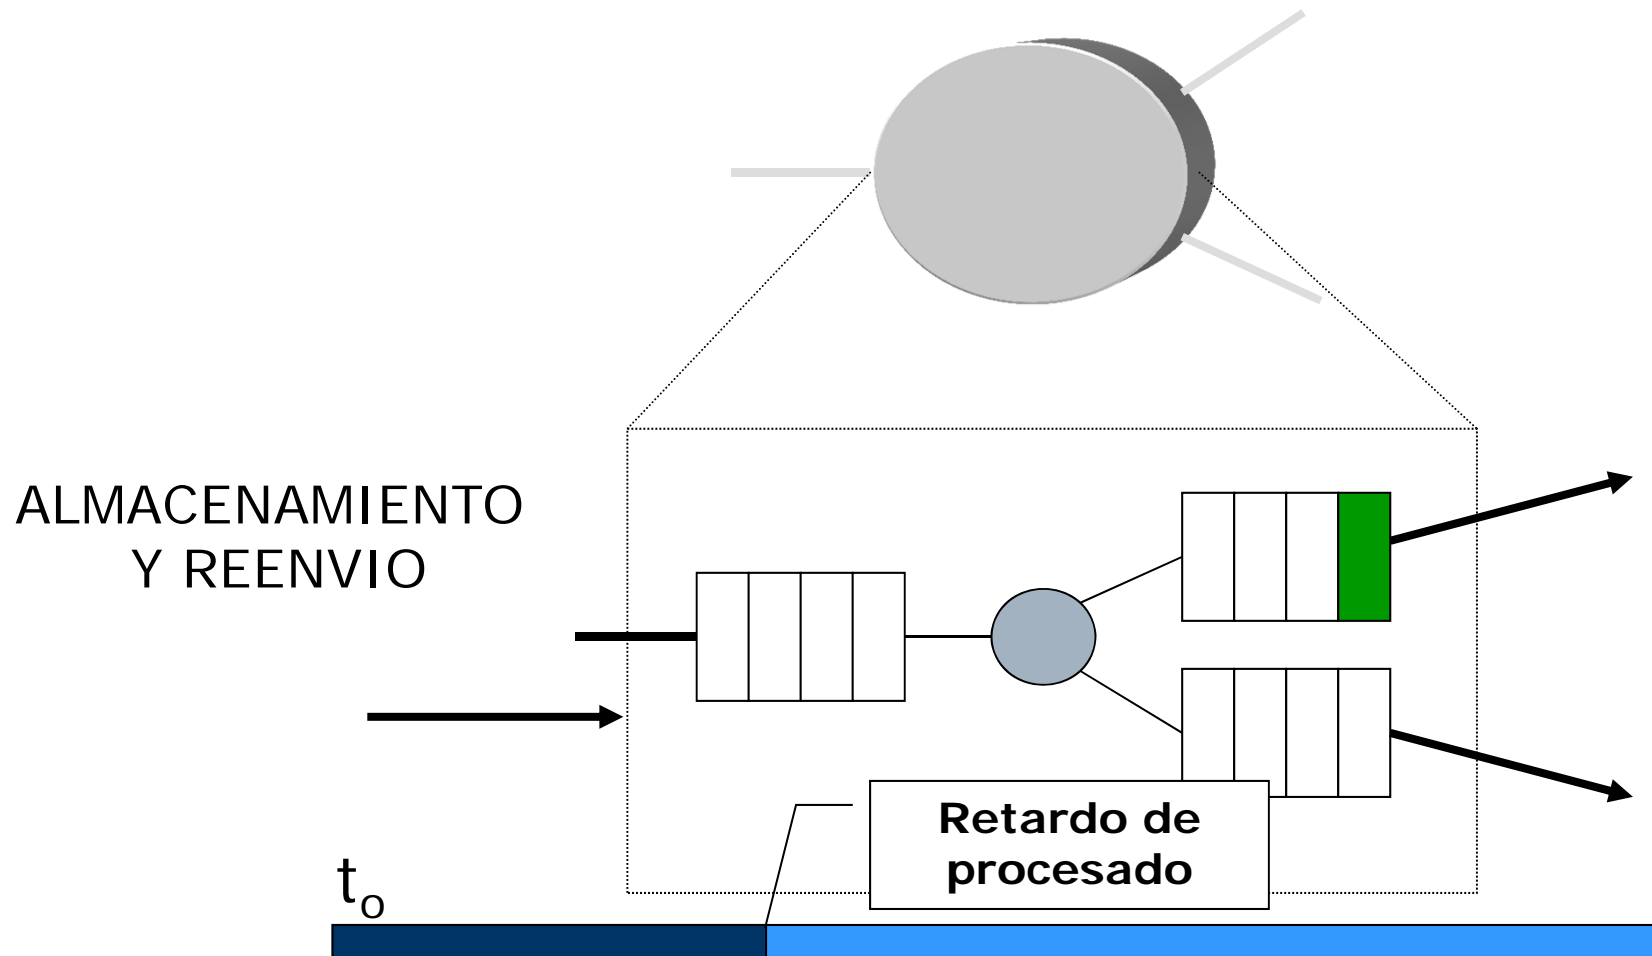 ALMACENAMIENTO
Y REENVIO
Retardo de
procesado
to